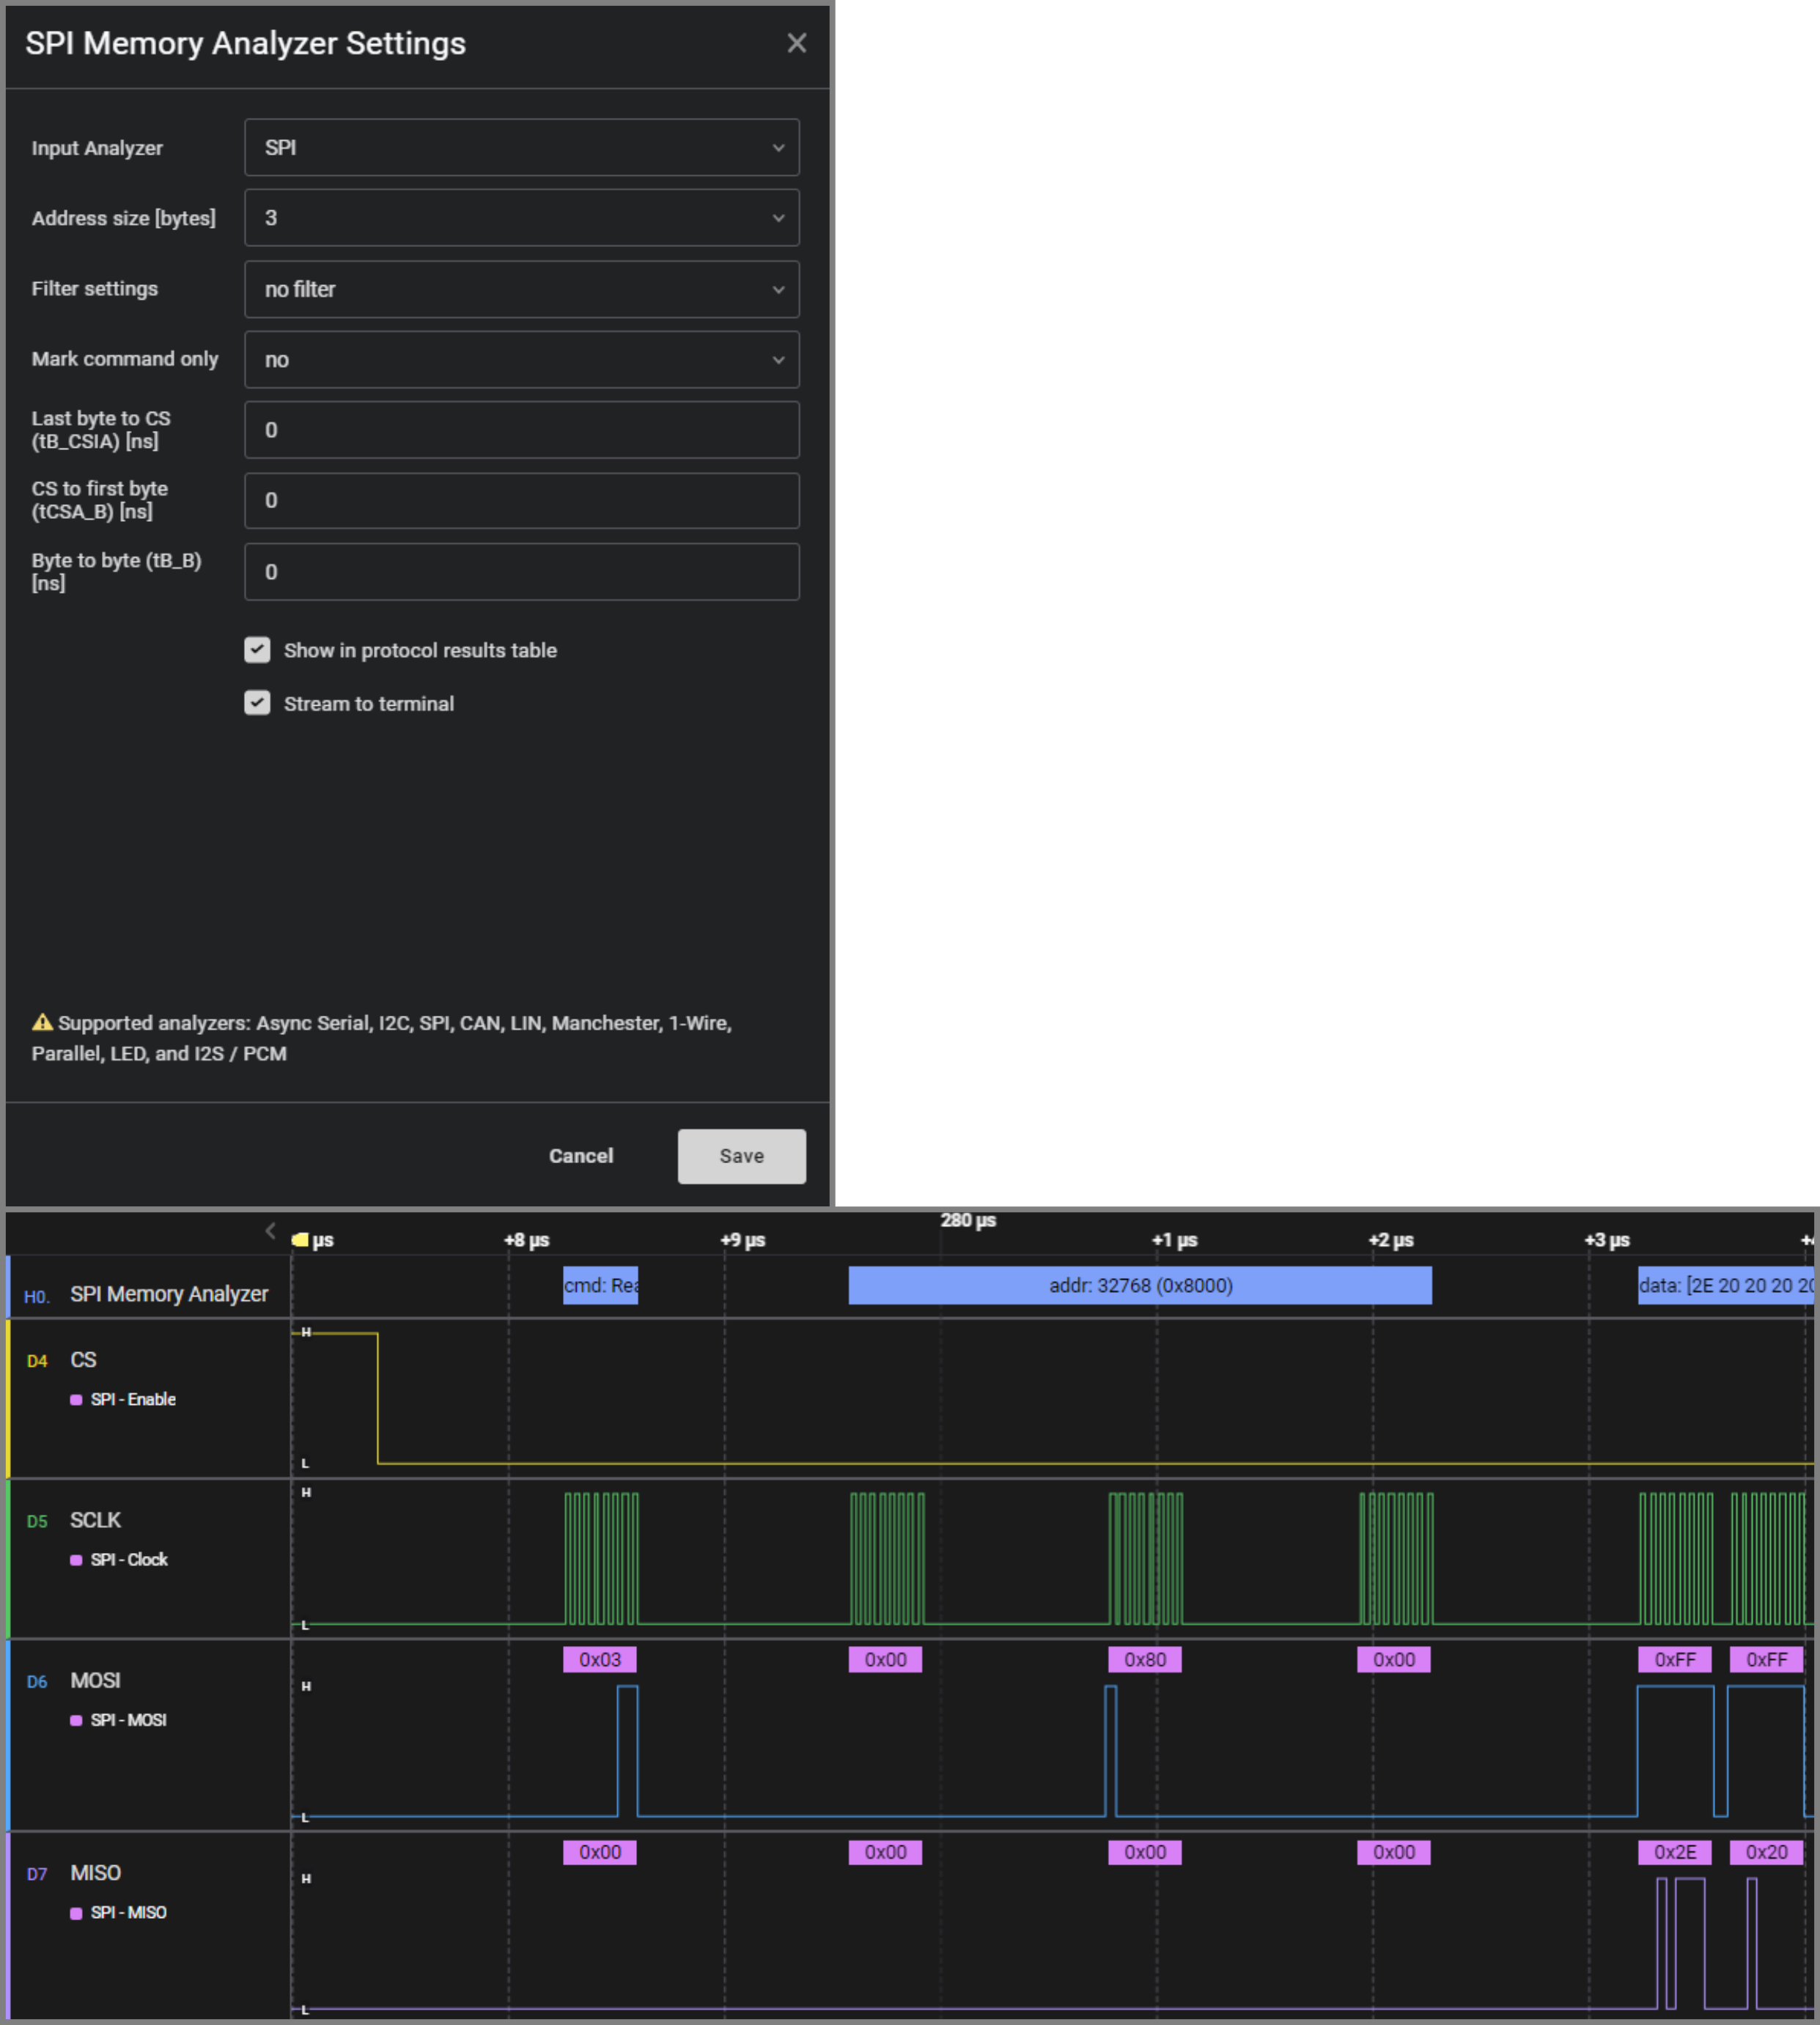 SPI Memory Analyzer Settings
Input Analyzer
SPI
Address size [bytes]
3
Filter settings
no filter
Mark command only
no
Last byte to CS
(tB_CSIA) [ns]
0
CS to first byte
(tCSA_B) [ns]
0
Byte to byte (tB_B)
[ns]
0
Show in protocol results table
Stream to terminal
Supported analyzers: Async Serial, I2C, SPI, CAN, LIN, Manchester, 1-Wire,
Parallel, LED, and I2S / PCM
Cancel
Save
280 µs
µs
+8 µs
+9 µs
+1 µs
+2 µs
+3 µs
H0. SPI Memory Analyzer
cmd: Rea
addr: 32768 (0x8000)
data: [2E 20 20 20 20
D4 CS
SPI - Enable
H
L
D5 SCLK
SPI - Clock
H
L
D6 MOSI
SPI - MOSI
H
L
0x03 0x00 0x80 0x00 0xFF 0xFF
D7 MISO
SPI - MISO
H
L
0x00 0x00 0x00 0x00 0x2E 0x20